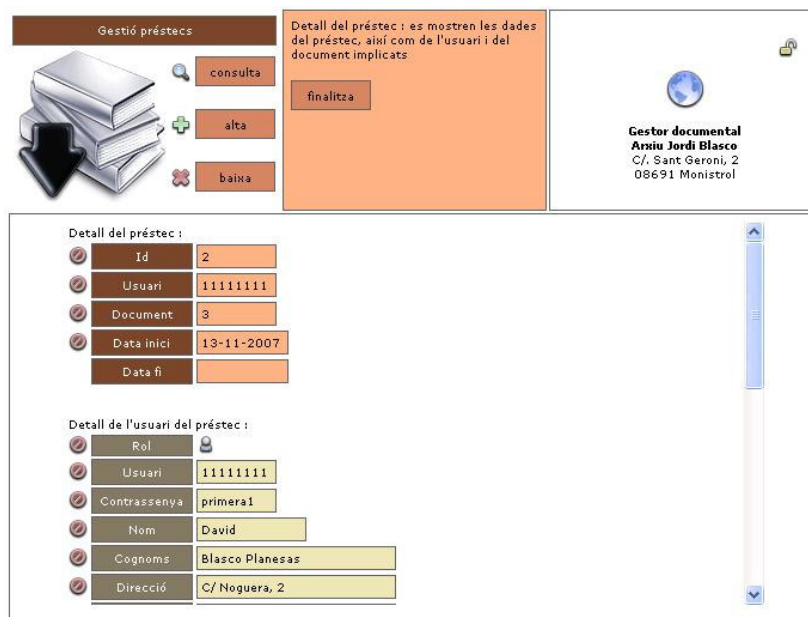 Gestió préstecs
consulta
alta
baixa
Detall del préstec : es mostren les dades
del préstec, així com de l'usuari i del
document implicats
finalitza
Gestor documental
Arxiu Jordi Blasco
C/. Sant Geroni, 2
08691 Monistrol
Detall del préstec :
Id 2
Usuari 11111111
Document 3
Data inici 13-11-2007
Data fi
Detall de l'usuari del préstec :
Rol
Usuari 11111111
Contrassenya primera1
Nom David
Cognoms Blasco Planesas
Direcció C/ Noguera, 2